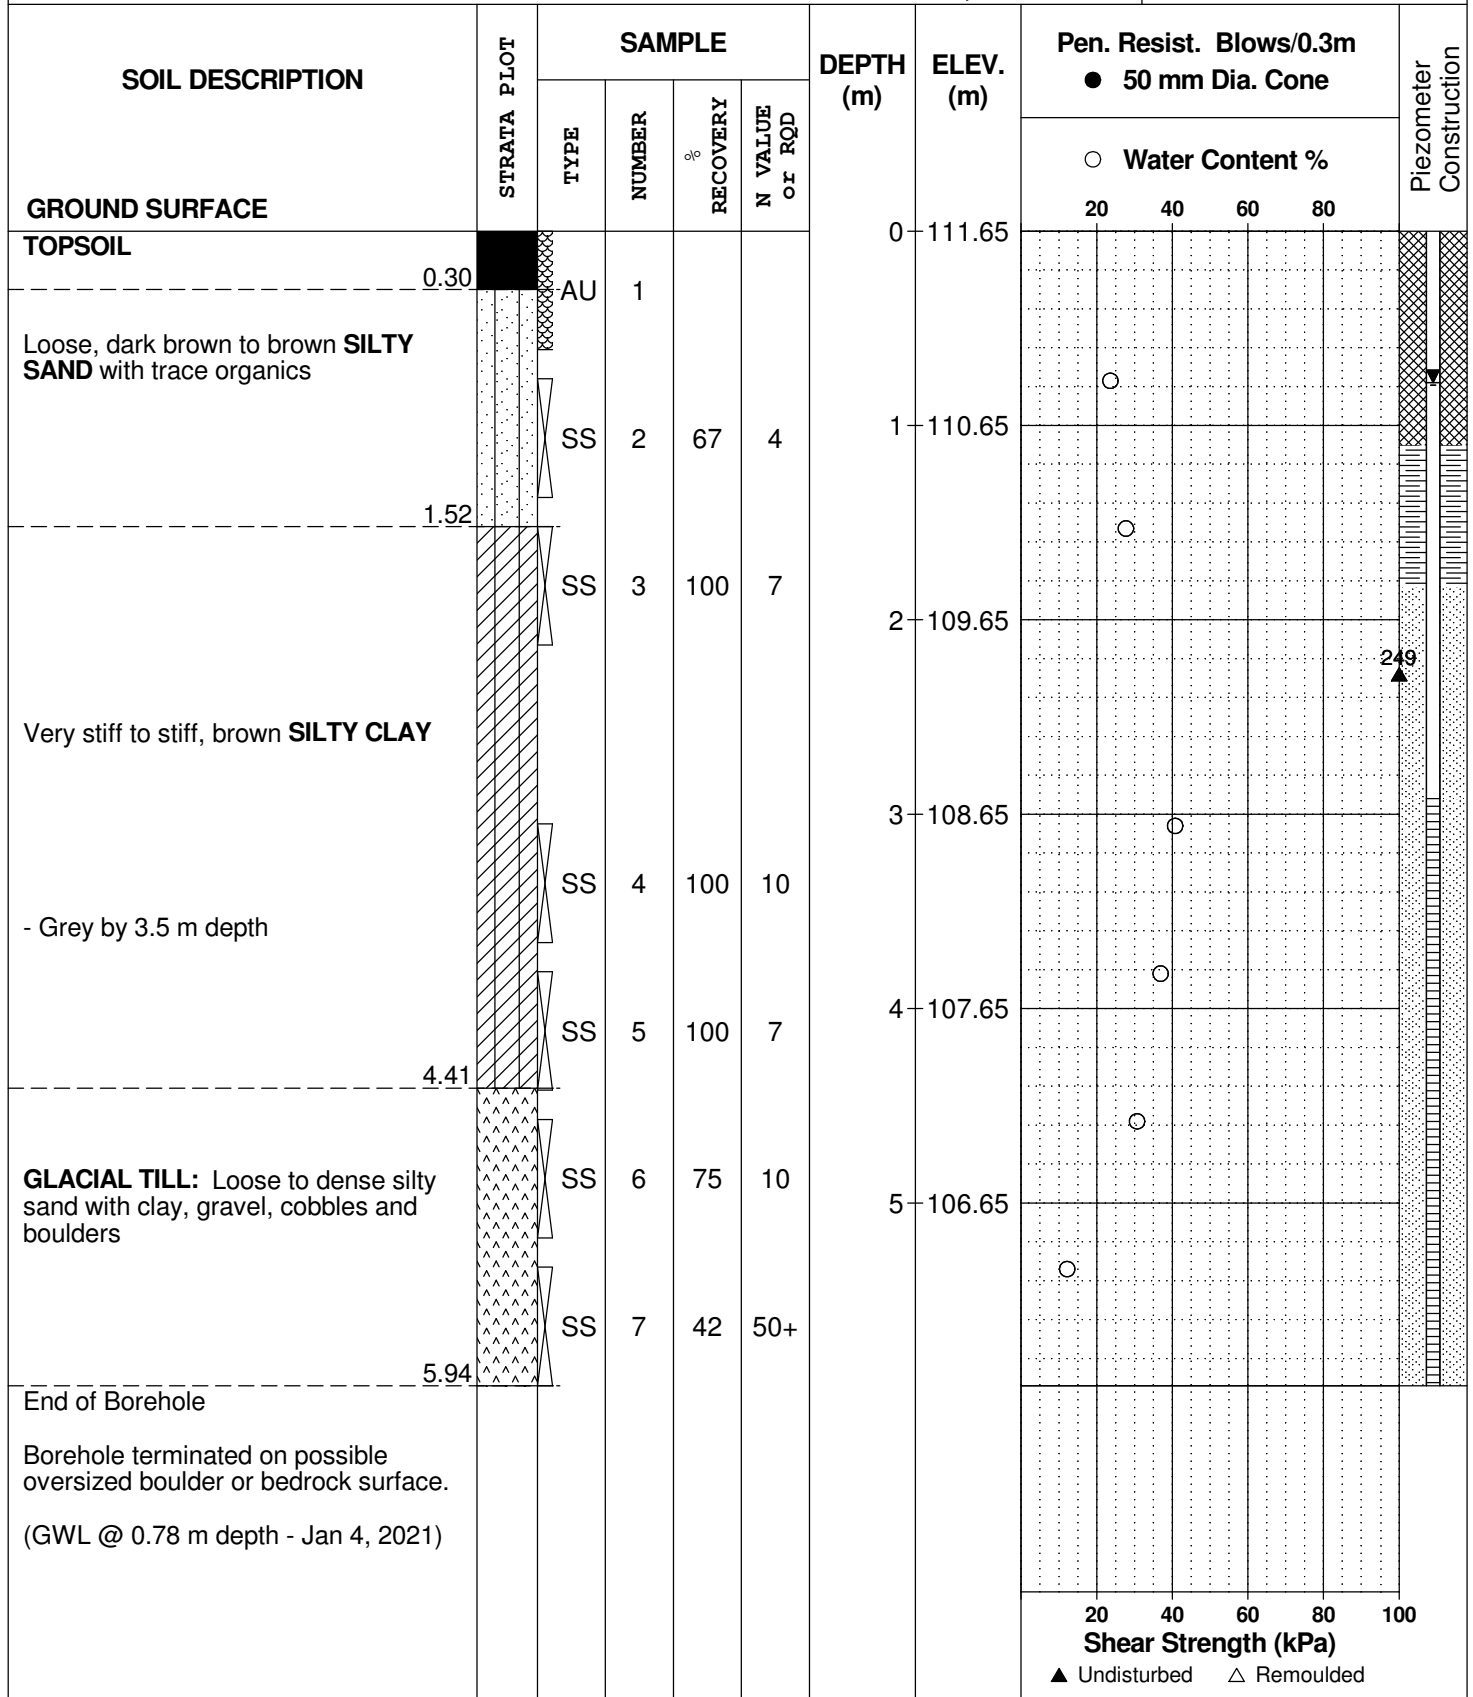 SOIL DESCRIPTION
GROUND SURFACE
STRATA PLOT
SAMPLE
TYPE
NUMBER
%
RECOVERY
N VALUE
or RQD
DEPTH
(m)
ELEV.
(m)
Pen. Resist. Blows/0.3m
● 50 mm Dia. Cone
○ Water Content %
20 40 60 80
Piezometer
Construction
TOPSOIL
0.30
Loose, dark brown to brown SILTY
SAND with trace organics
1.52
Very stiff to stiff, brown SILTY CLAY
- Grey by 3.5 m depth
4.41
GLACIAL TILL: Loose to dense silty
sand with clay, gravel, cobbles and
boulders
5.94
End of Borehole
Borehole terminated on possible
oversized boulder or bedrock surface.
(GWL @ 0.78 m depth - Jan 4, 2021)
AU 1
SS 2 67 4
SS 3 100 7
SS 4 100 10
SS 5 100 7
SS 6 75 10
SS 7 42 50+
0 111.65
1 110.65
2 109.65
3 108.65
4 107.65
5 106.65
249
20 40 60 80 100
Shear Strength (kPa)
▲ Undisturbed △ Remoulded